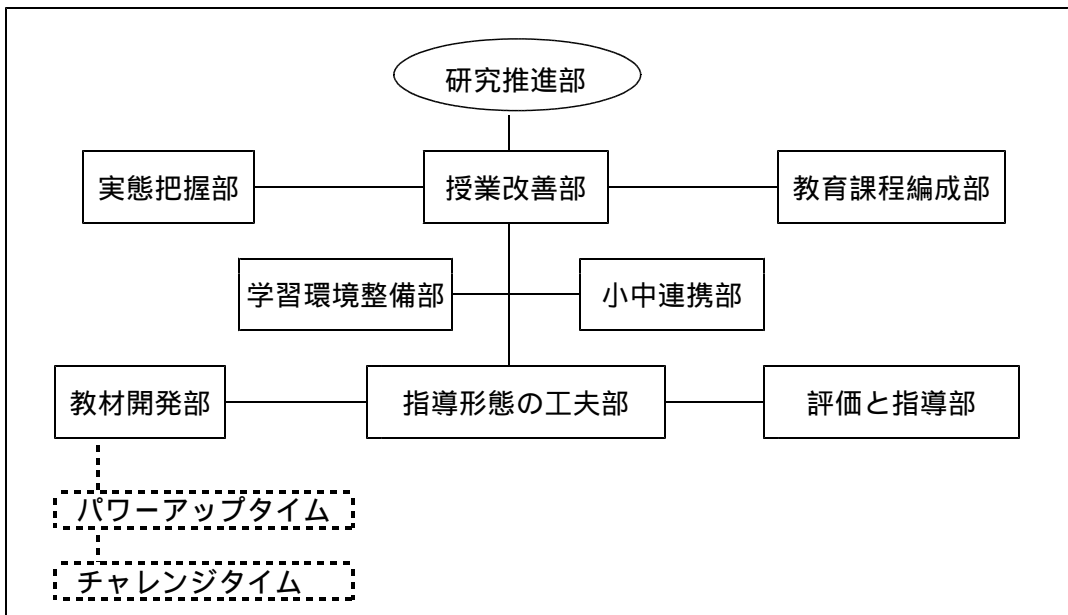 研究推進部
実態把握部
授業改善部
教育課程編成部
学習環境整備部
小中連携部
教材開発部
指導形態の工夫部
評価と指導部
パワーアップタイム
チャレンジタイム